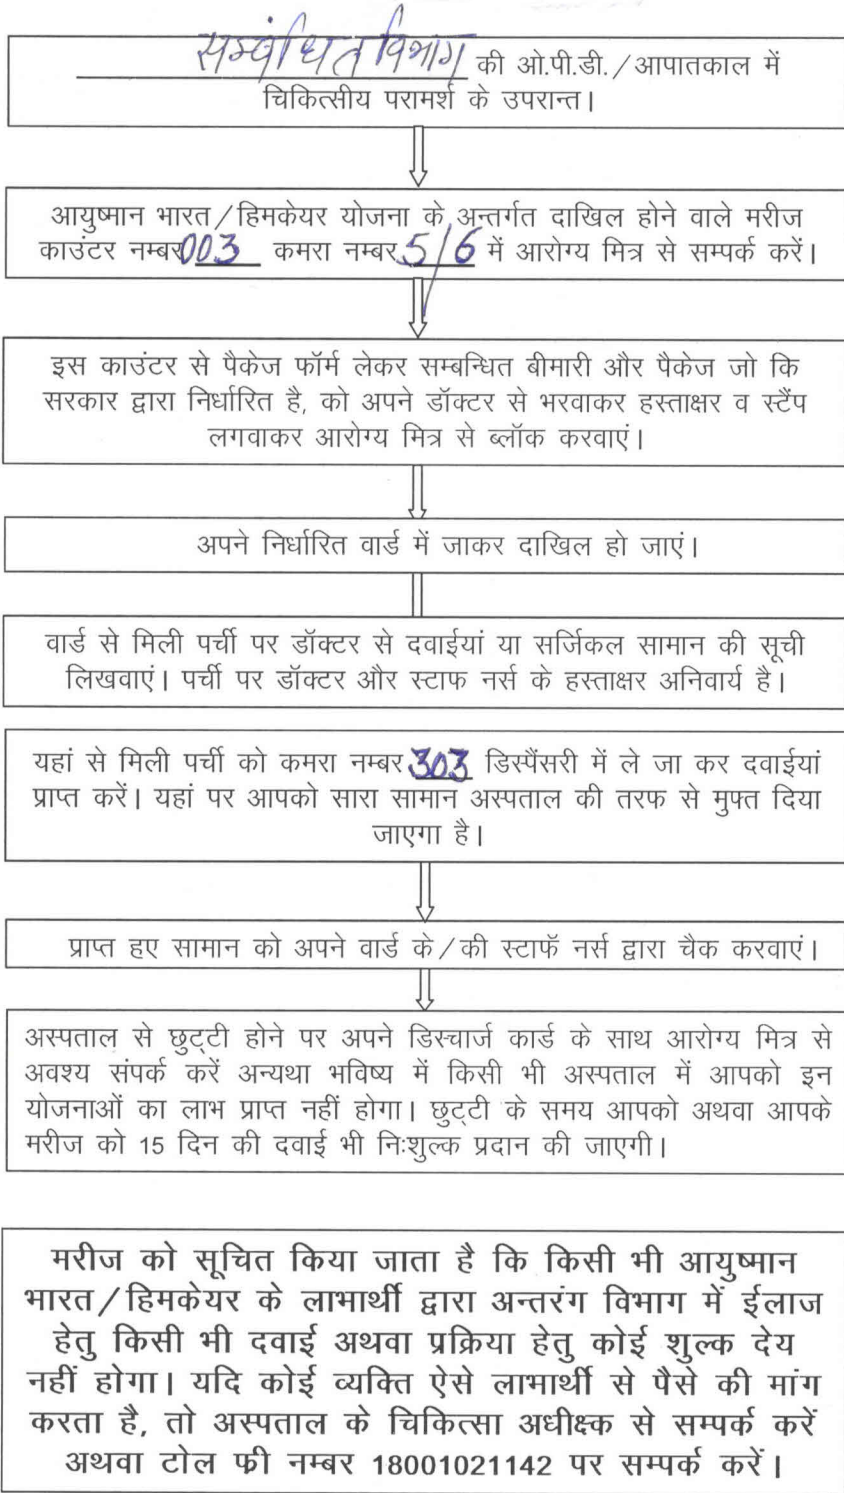 सम्बंधित विभाग की ओ.पी.डी./आपातकाल में
चिकित्सीय परामर्श के उपरान्त।
आयुष्मान भारत/हिमकेयर योजना के अन्तर्गत दाखिल होने वाले मरीज
काउंटर नम्बर 003 कमरा नम्बर 5/6 में आरोग्य मित्र से सम्पर्क करें।
इस काउंटर से पैकेज फॉर्म लेकर सम्बन्धित बीमारी और पैकेज जो कि
सरकार द्वारा निर्धारित है, को अपने डॉक्टर से भरवाकर हस्ताक्षर व स्टैंप
लगवाकर आरोग्य मित्र से ब्लॉक करवाएं।
अपने निर्धारित वार्ड में जाकर दाखिल हो जाएं।
वार्ड से मिली पर्ची पर डॉक्टर से दवाईयां या सर्जिकल सामान की सूची
लिखवाएं। पर्ची पर डॉक्टर और स्टाफ नर्स के हस्ताक्षर अनिवार्य है।
यहां से मिली पर्ची को कमरा नम्बर 303 डिस्पैंसरी में ले जा कर दवाईयां
प्राप्त करें। यहां पर आपको सारा सामान अस्पताल की तरफ से मुफ्त दिया
जाएगा है।
प्राप्त हए सामान को अपने वार्ड के/की स्टाफॅ नर्स द्वारा चैक करवाएं।
अस्पताल से छुट्टी होने पर अपने डिस्चार्ज कार्ड के साथ आरोग्य मित्र से
अवश्य संपर्क करें अन्यथा भविष्य में किसी भी अस्पताल में आपको इन
योजनाओं का लाभ प्राप्त नहीं होगा। छुट्टी के समय आपको अथवा आपके
मरीज को 15 दिन की दवाई भी निःशुल्क प्रदान की जाएगी।
मरीज को सूचित किया जाता है कि किसी भी आयुष्मान
भारत/हिमकेयर के लाभार्थी द्वारा अन्तरंग विभाग में ईलाज
हेतु किसी भी दवाई अथवा प्रक्रिया हेतु कोई शुल्क देय
नहीं होगा। यदि कोई व्यक्ति ऐसे लाभार्थी से पैसे की मांग
करता है, तो अस्पताल के चिकित्सा अधीक्ष्क से सम्पर्क करें
अथवा टोल फ्री नम्बर 18001021142 पर सम्पर्क करें।